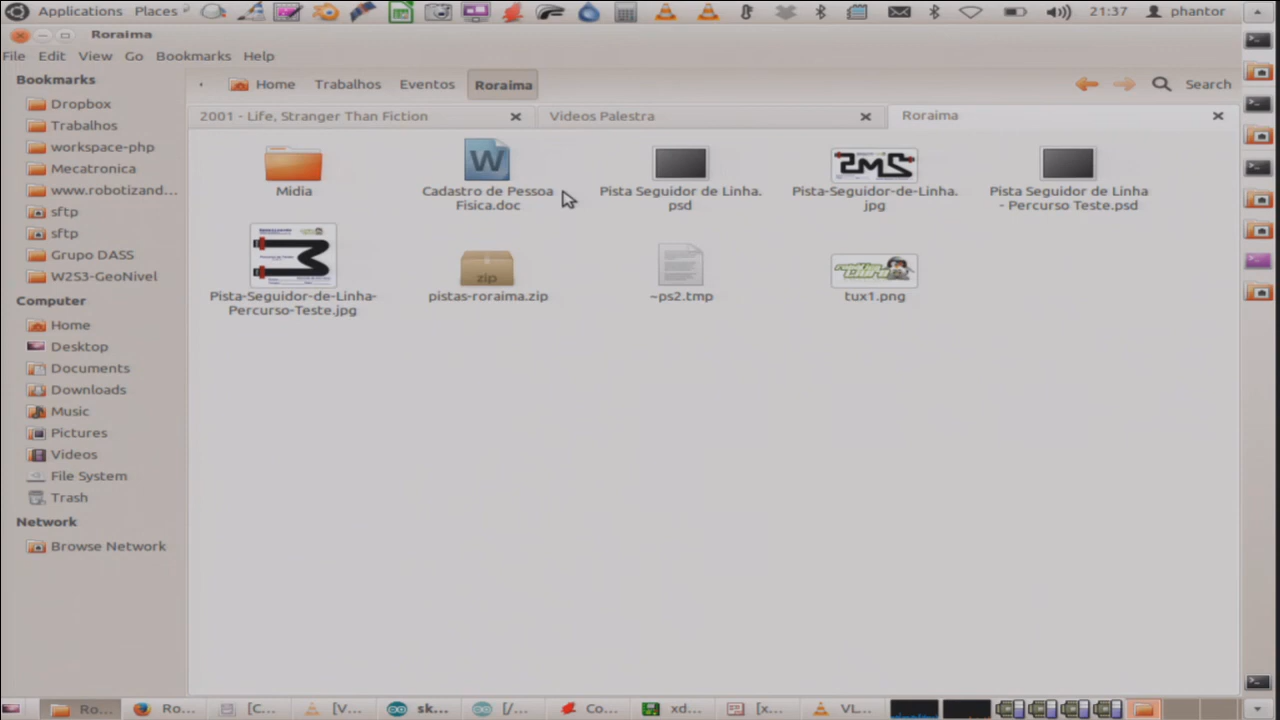 Applications Places 21:37 phantor
Roraima
File Edit View Go Bookmarks Help
Bookmarks
Dropbox
Trabalhos
workspace-php
Mecatronica
www.robotizand...
sftp
sftp
Grupo DASS
W2S3-GeoNivel
Computer
Home
Desktop
Documents
Downloads
Music
Pictures
Videos
File System
Trash
Network
Browse Network
Home Trabalhos Eventos Roraima Search
2001 - Life, Stranger Than Fiction Videos Palestra Roraima
Midia
W
Cadastro de Pessoa
Fisica.doc
Pista Seguidor de Linha.
psd
Pista-Seguidor-de-Linha.
jpg
Pista Seguidor de Linha
- Percurso Teste.psd
Pista-Seguidor-de-Linha-
Percurso-Teste.jpg
zip
pistas-roraima.zip
~ps2.tmp
tux1.png
Ro... Ro... [C... [V... sk... [/... Co... xd... [x... VL...